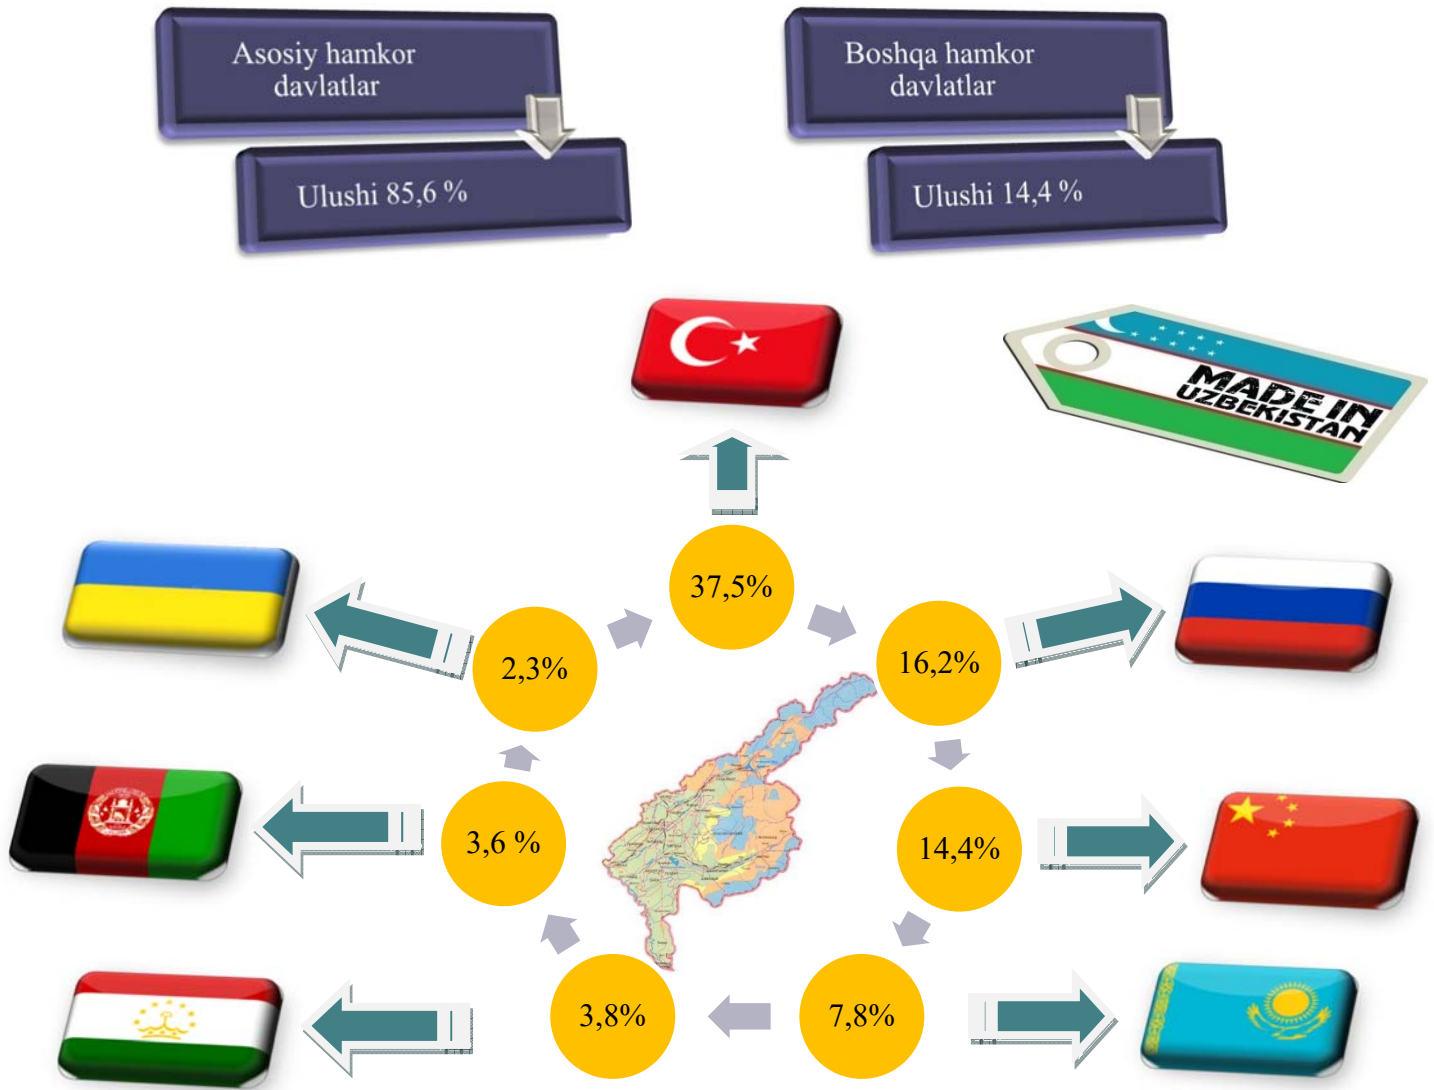 Asosiy hamkor
davlatlar
Ulushi 85,6 %
Boshqa hamkor
davlatlar
Ulushi 14,4 %
MADE IN
UZBEKISTAN
37,5%
2,3%
16,2%
3,6 %
14,4%
3,8%
7,8%